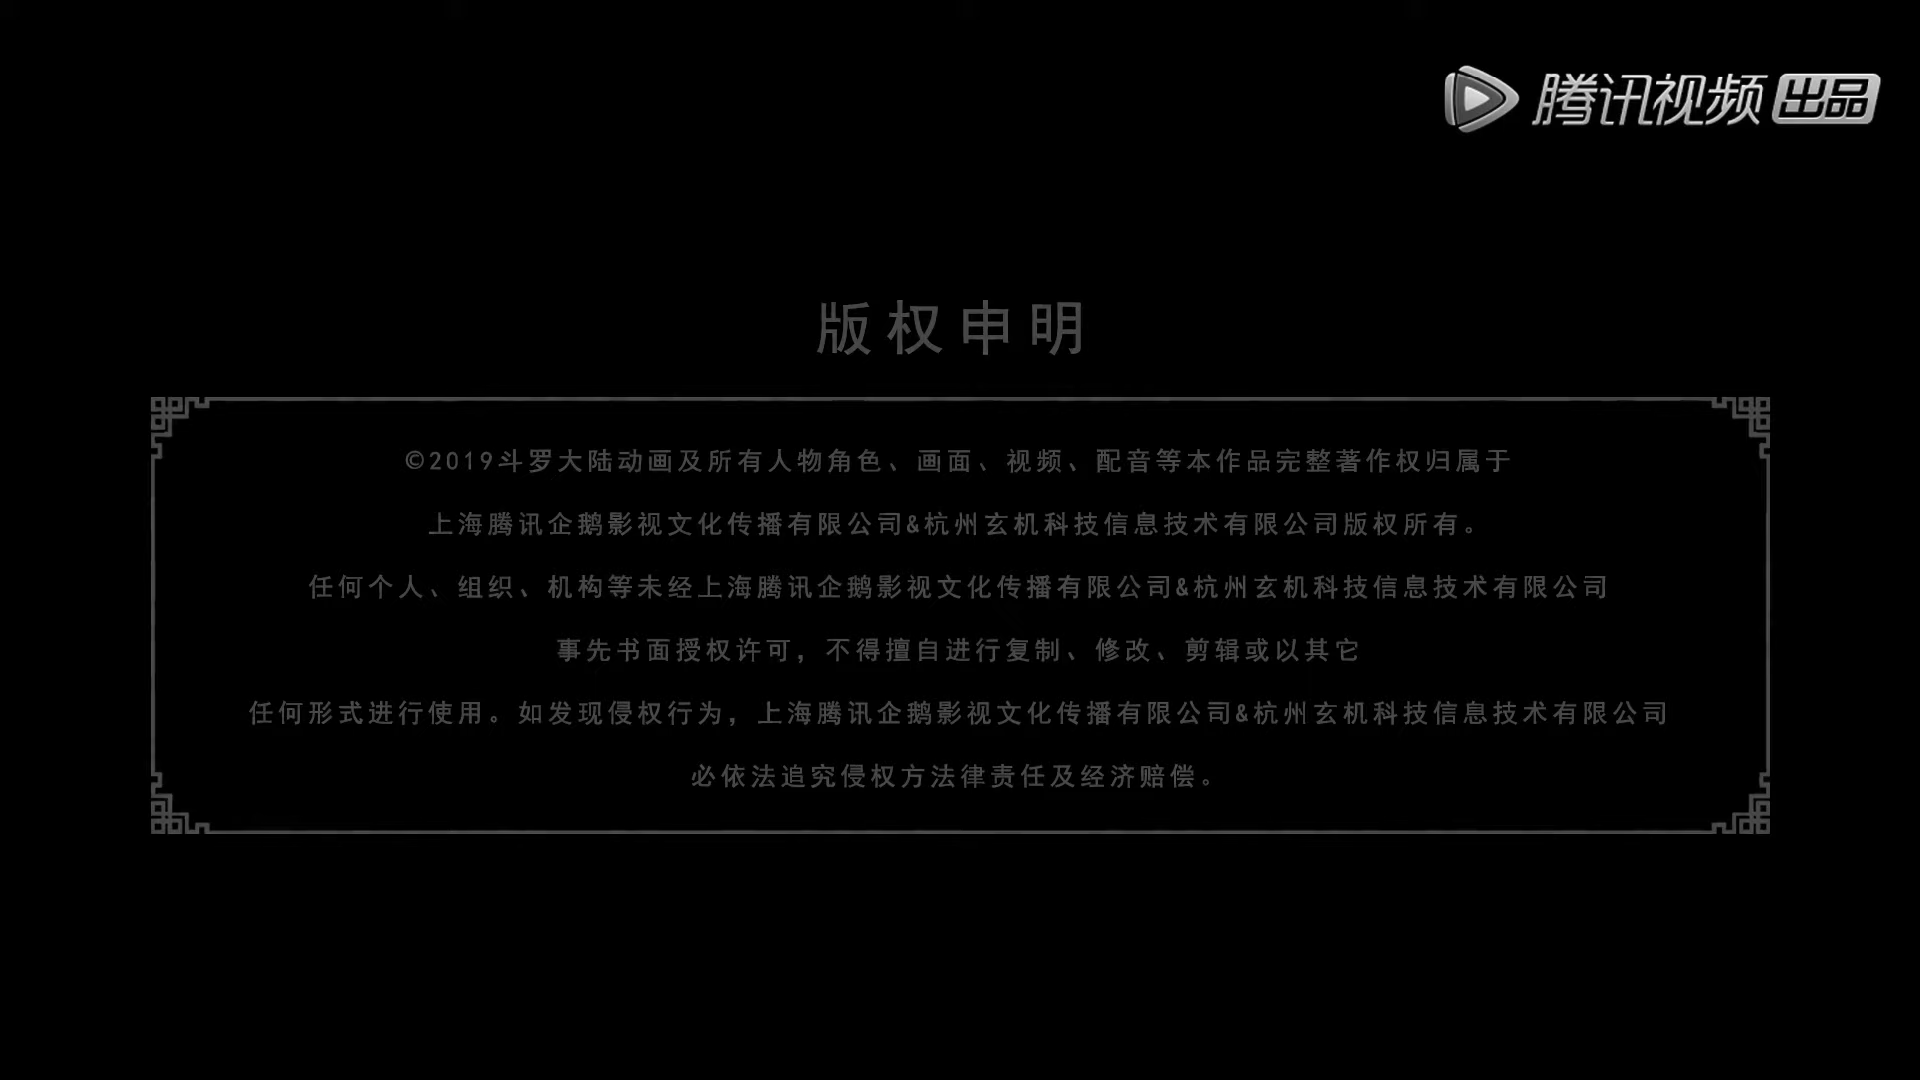 腾讯视频 出品
版权申明
©2019斗罗大陆动画及所有人物角色、画面、视频、配音等本作品完整著作权归属于
上海腾讯企鹅影视文化传播有限公司&杭州玄机科技信息技术有限公司版权所有。
任何个人、组织、机构等未经上海腾讯企鹅影视文化传播有限公司&杭州玄机科技信息技术有限公司
事先书面授权许可，不得擅自进行复制、修改、剪辑或以其它
任何形式进行使用。如发现侵权行为，上海腾讯企鹅影视文化传播有限公司&杭州玄机科技信息技术有限公司
必依法追究侵权方法律责任及经济赔偿。